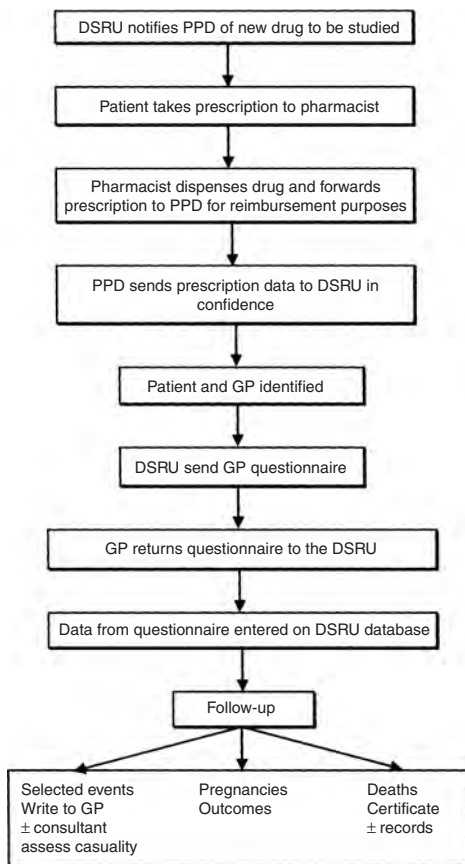 DSRU notifies PPD of new drug to be studied
Patient takes prescription to pharmacist
Pharmacist dispenses drug and forwards
prescription to PPD for reimbursement purposes
PPD sends prescription data to DSRU in
confidence
Patient and GP identified
DSRU send GP questionnaire
GP returns questionnaire to the DSRU
Data from questionnaire entered on DSRU database
Follow-up
Selected events
Write to GP
± consultant
assess casuality
Pregnancies
Outcomes
Deaths
Certificate
± records